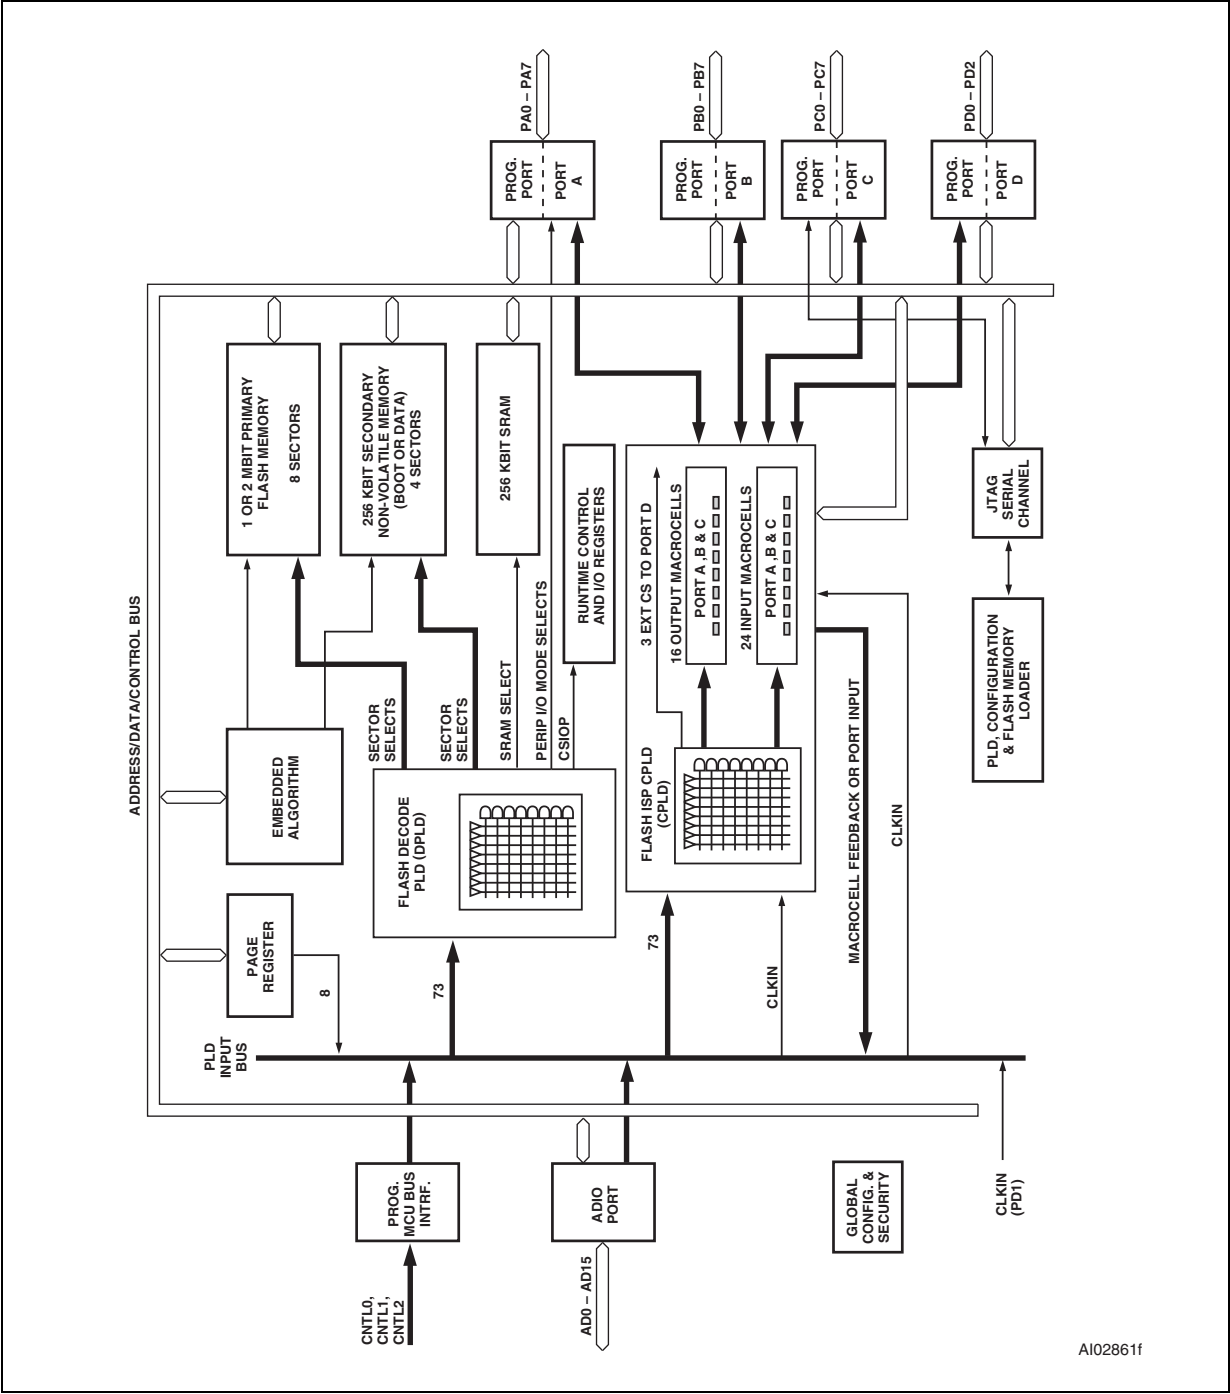 ADDRESS/DATA/CONTROL BUS
CNTL0,
CNTL1,
CNTL2
PROG.
MCU BUS
INTRF.
AD0 – AD15
ADIO
PORT
GLOBAL
CONFIG. &
SECURITY
CLKIN
(PD1)
PLD
INPUT
BUS
PAGE
REGISTER
8
73
73
CLKIN
EMBEDDED
ALGORITHM
FLASH DECODE
PLD (DPLD)
SECTOR
SELECTS
SECTOR
SELECTS
SRAM SELECT
PERIP I/O MODE SELECTS
CSIOP
FLASH ISP CPLD
(CPLD)
3 EXT CS TO PORT D
16 OUTPUT MACROCELLS
PORT A ,B & C
24 INPUT MACROCELLS
PORT A ,B & C
MACROCELL FEEDBACK OR PORT INPUT
CLKIN
1 OR 2 MBIT PRIMARY
FLASH MEMORY
8 SECTORS
256 KBIT SECONDARY
NON-VOLATILE MEMORY
(BOOT OR DATA)
4 SECTORS
256 KBIT SRAM
RUNTIME CONTROL
AND I/O REGISTERS
PLD, CONFIGURATION
& FLASH MEMORY
LOADER
JTAG
SERIAL
CHANNEL
PROG.
PORT
PORT
A
PA0 – PA7
PROG.
PORT
PORT
B
PB0 – PB7
PROG.
PORT
PORT
C
PC0 – PC7
PROG.
PORT
PORT
D
PD0 – PD2
AI02861f